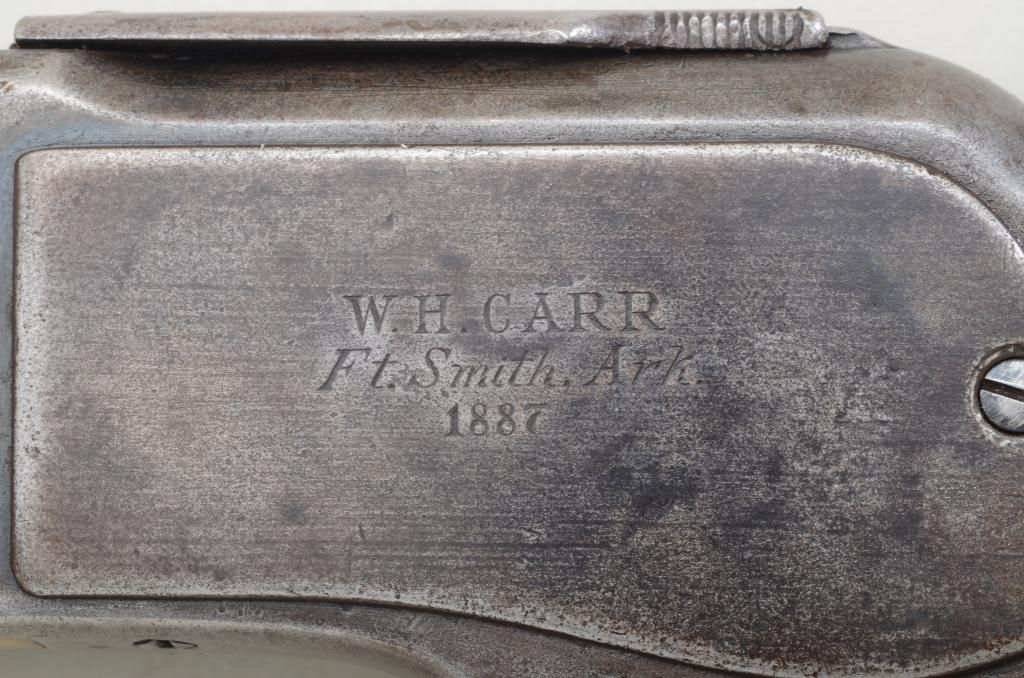 W. H. CARR
Ft. Smith, Ark.
1887